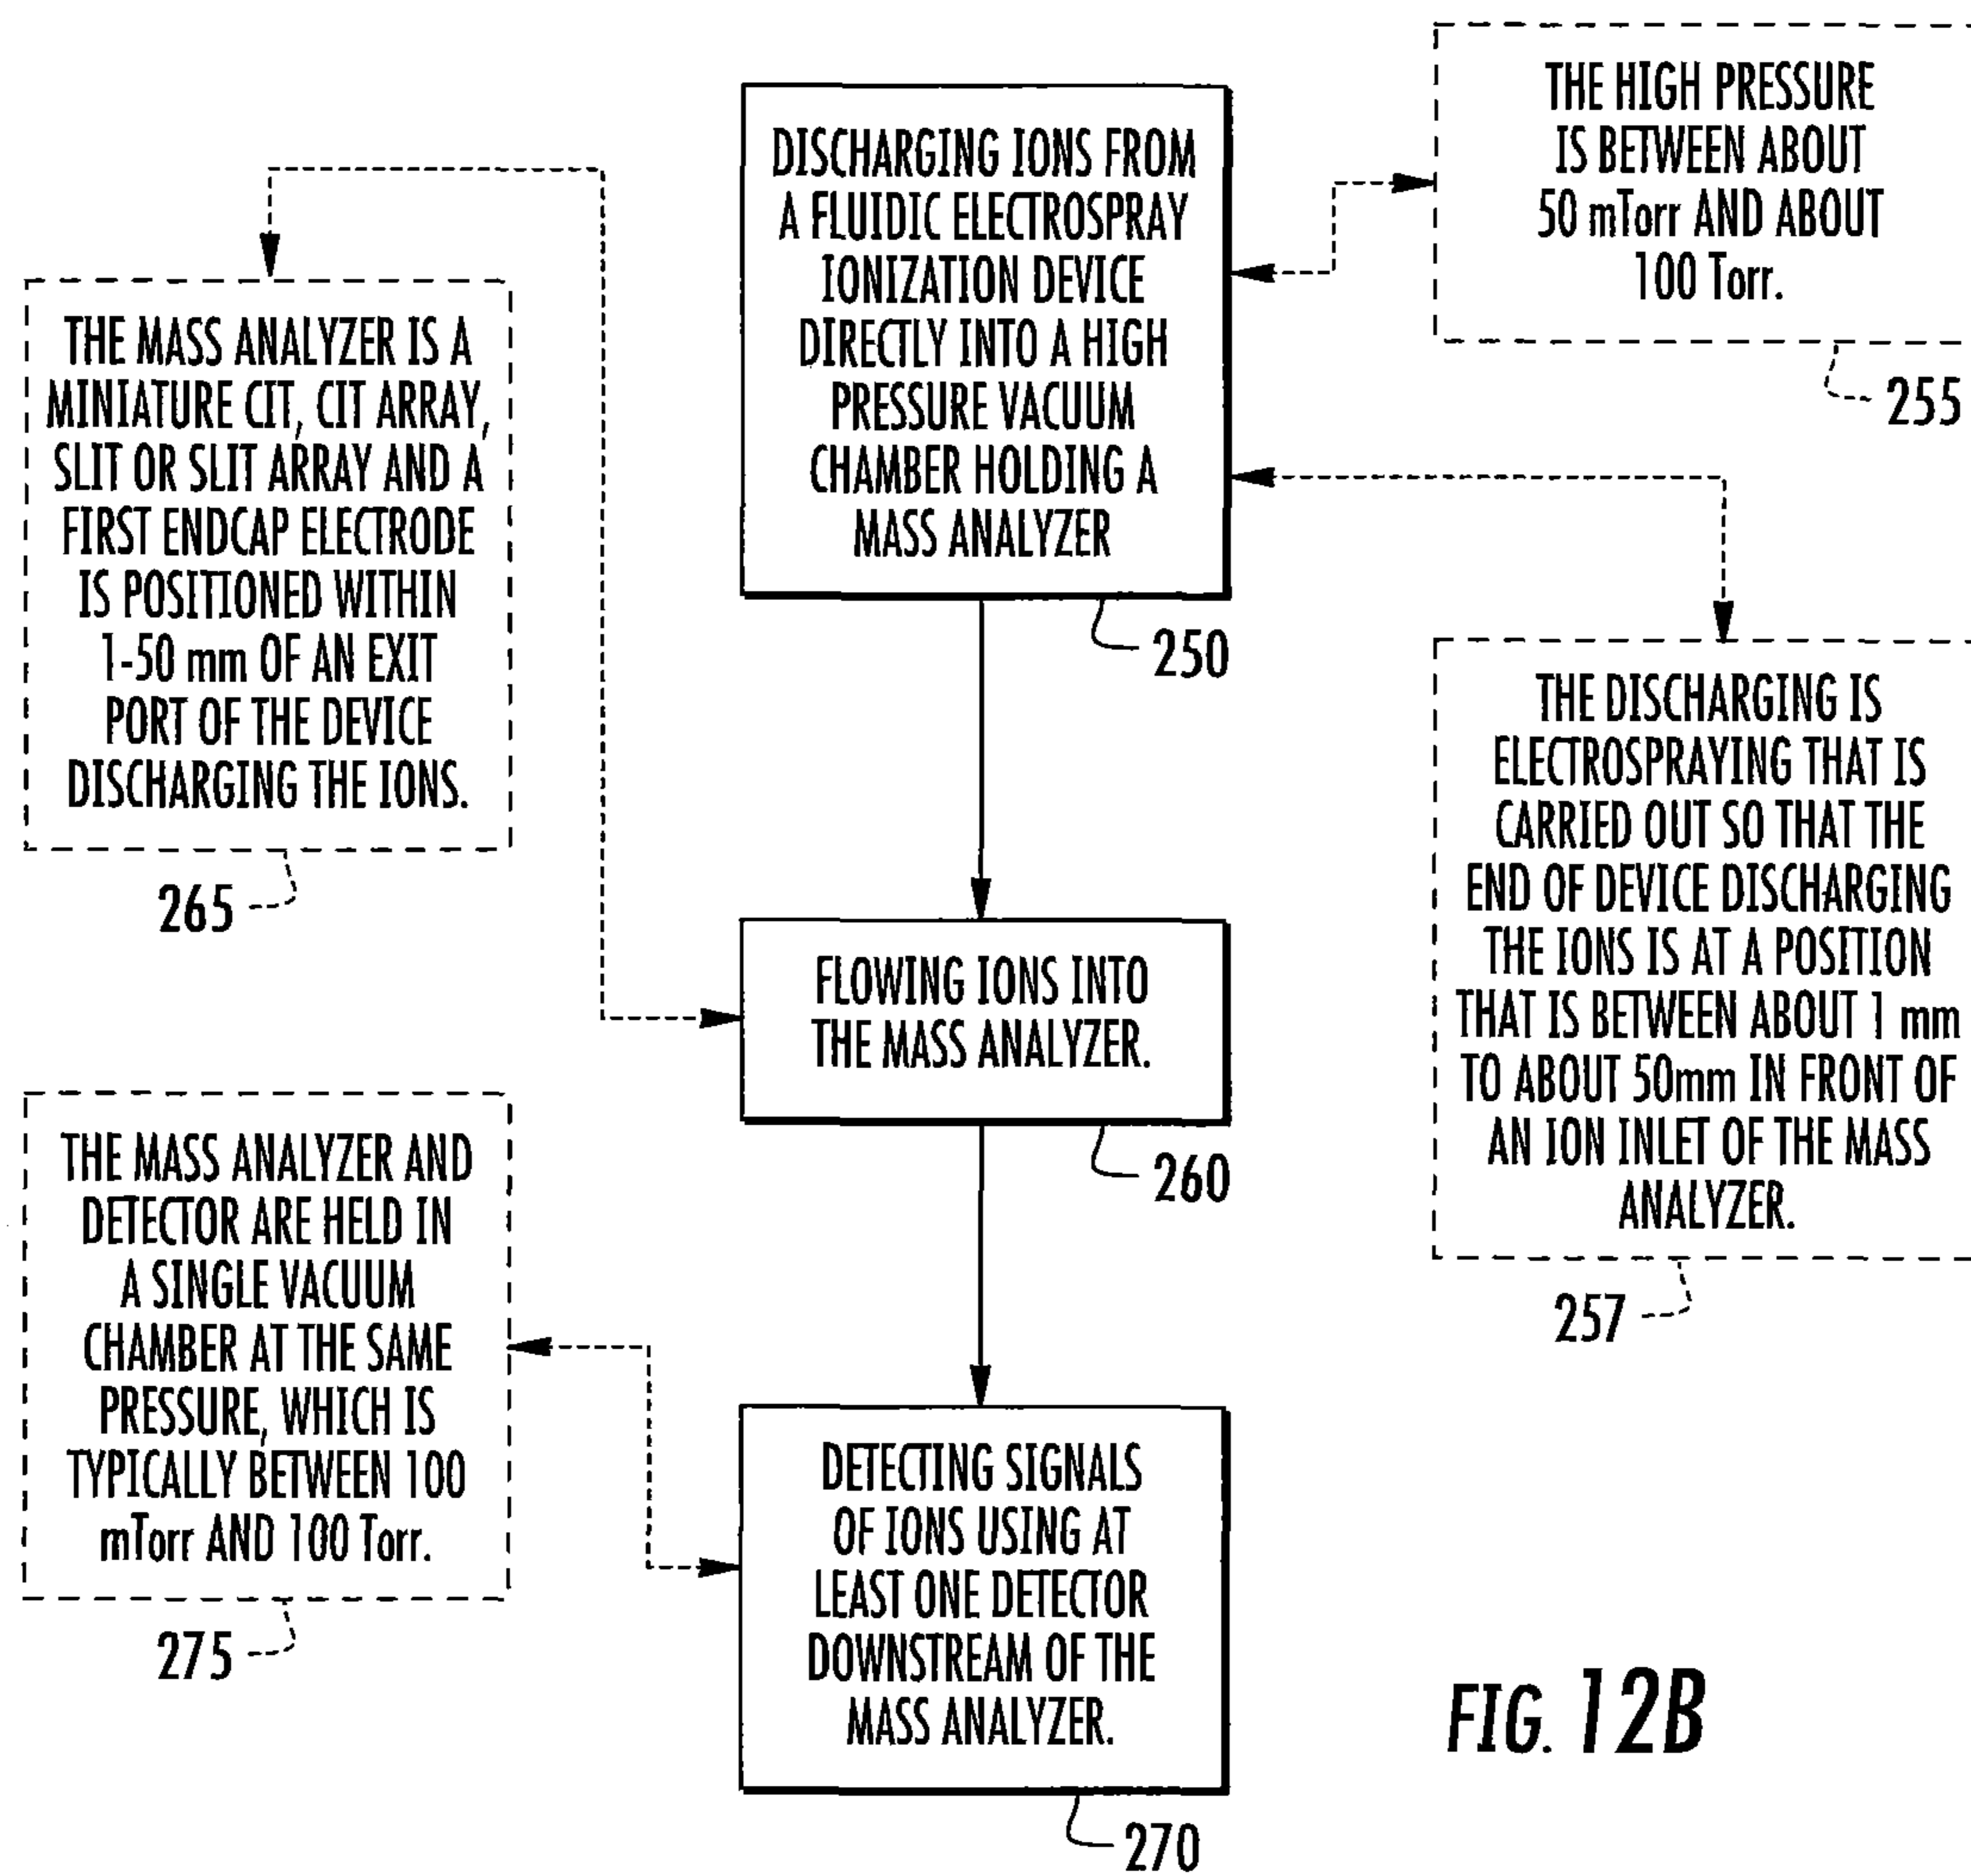 DISCHARGING IONS FROM
A FLUIDIC ELECTROSPRAY
IONIZATION DEVICE
DIRECTLY INTO A HIGH
PRESSURE VACUUM
CHAMBER HOLDING A
MASS ANALYZER
250
THE HIGH PRESSURE
IS BETWEEN ABOUT
50 mTorr AND ABOUT
100 Torr.
255
THE MASS ANALYZER IS A
MINIATURE CIT, CIT ARRAY,
SLIT OR SLIT ARRAY AND A
FIRST ENDCAP ELECTRODE
IS POSITIONED WITHIN
1-50 mm OF AN EXIT
PORT OF THE DEVICE
DISCHARGING THE IONS.
265
THE DISCHARGING IS
ELECTROSPRAYING THAT IS
CARRIED OUT SO THAT THE
END OF DEVICE DISCHARGING
THE IONS IS AT A POSITION
THAT IS BETWEEN ABOUT 1 mm
TO ABOUT 50mm IN FRONT OF
AN ION INLET OF THE MASS
ANALYZER.
257
FLOWING IONS INTO
THE MASS ANALYZER.
260
THE MASS ANALYZER AND
DETECTOR ARE HELD IN
A SINGLE VACUUM
CHAMBER AT THE SAME
PRESSURE, WHICH IS
TYPICALLY BETWEEN 100
mTorr AND 100 Torr.
275
DETECTING SIGNALS
OF IONS USING AT
LEAST ONE DETECTOR
DOWNSTREAM OF THE
MASS ANALYZER.
270
FIG. 12B